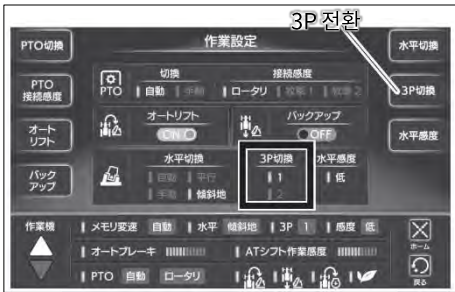 3P 전환
PTO切換
作業設定
水平切換
PTO
接続感度
PTO
切換
自動 手動
接続感度
ロータリ 牧草1 牧草2
3P切換
オート
リフト
オートリフト
ON
バックアップ
OFF
水平感度
バック
アップ
水平切換
自動 平行
手動 傾斜地
3P切換
1
2
水平感度
低
作業機
メモリ変速 自動 水平 傾斜地 3P 1 感度 低
オートブレーキ ATシフト作業感度
PTO 自動 ロータリ
ホーム
戻る